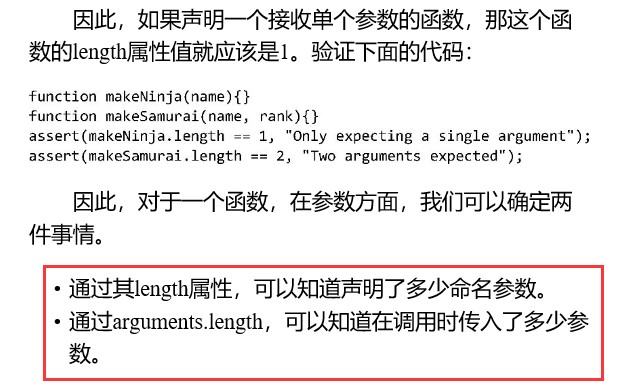 因此，如果声明一个接收单个参数的函数，那这个函
数的length属性值就应该是1。验证下面的代码：
function makeNinja(name){}
function makeSamurai(name, rank){}
assert(makeNinja.length == 1, "Only expecting a single argument");
assert(makeSamurai.length == 2, "Two arguments expected");
因此，对于一个函数，在参数方面，我们可以确定两
件事情。
• 通过其length属性，可以知道声明了多少命名参数。
• 通过arguments.length，可以知道在调用时传入了多少参
数。